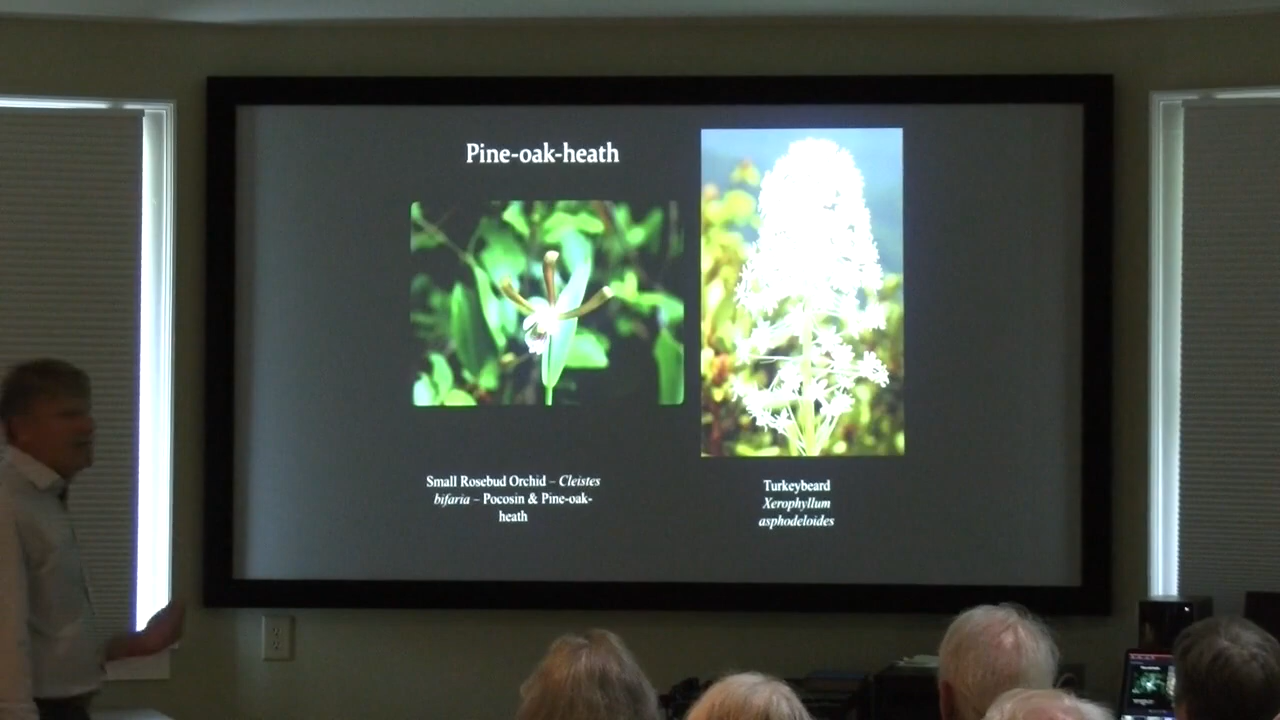 Pine-oak-heath
Small Rosebud Orchid – Cleistes
bifaria – Pocosin & Pine-oak-
heath
Turkeybeard
Xerophyllum
asphodeloides